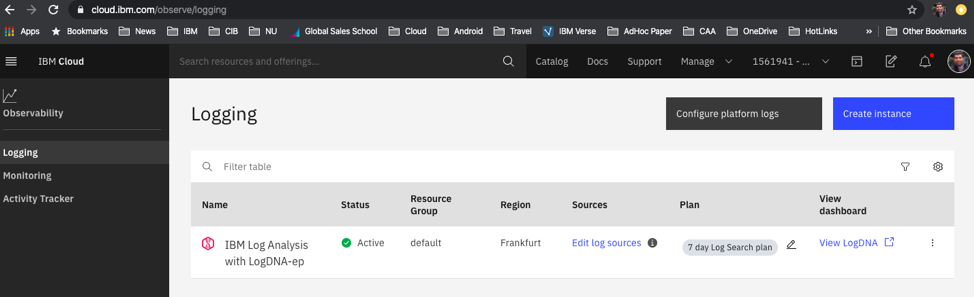 cloud.ibm.com/observe/logging
Apps Bookmarks News IBM CIB NU Global Sales School Cloud Android Travel IBM Verse AdHoc Paper CAA OneDrive HotLinks » Other Bookmarks
IBM Cloud Search resources and offerings... Catalog Docs Support Manage 1561941 - ...
Observability
Logging
Monitoring
Activity Tracker
Logging
Configure platform logs
Create instance
Filter table
Name Status Resource Group Region Sources Plan View dashboard
IBM Log Analysis with LogDNA-ep Active default Frankfurt Edit log sources 7 day Log Search plan View LogDNA